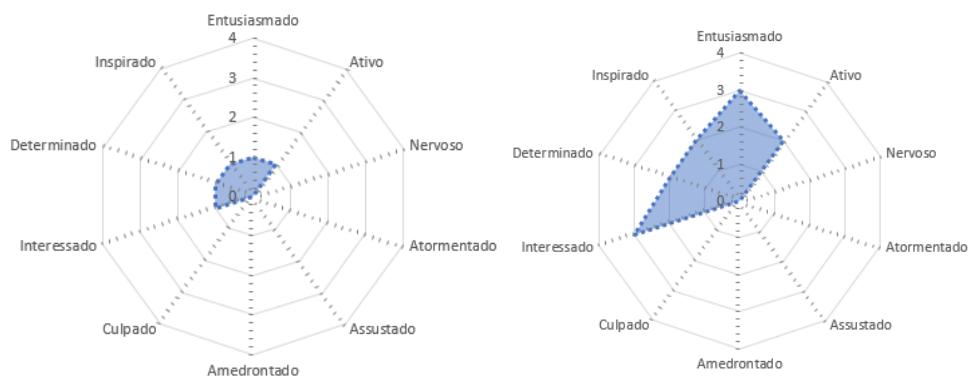 Entusiasmado
4
3
2
1
0
Ativo
Nervoso
Atormentado
Assustado
Amedrontado
Culpado
Interessado
Determinado
Inspirado
Entusiasmado
4
3
2
1
0
Ativo
Nervoso
Atormentado
Assustado
Amedrontado
Culpado
Interessado
Determinado
Inspirado